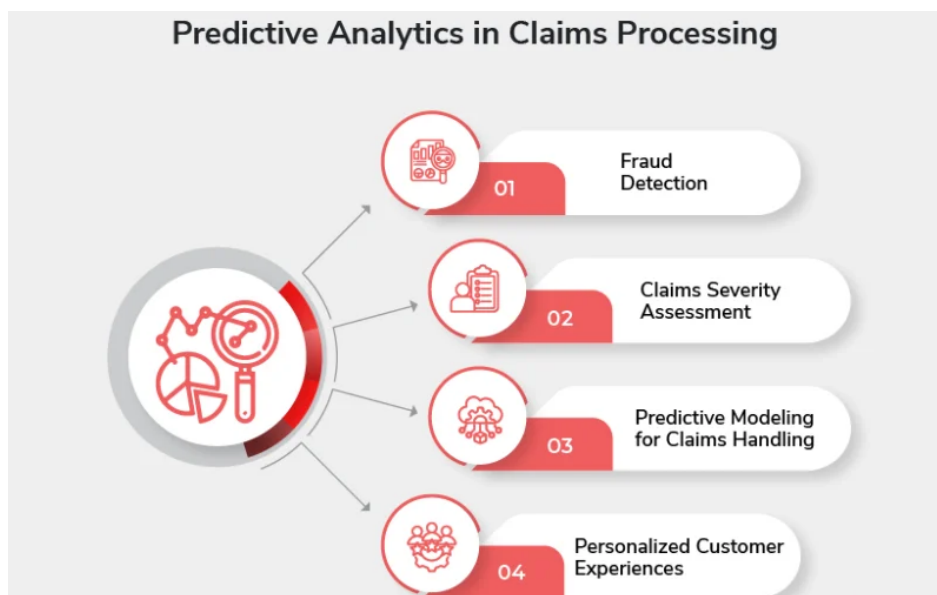 Predictive Analytics in Claims Processing
01
Fraud
Detection
02
Claims Severity
Assessment
03
Predictive Modeling
for Claims Handling
04
Personalized Customer
Experiences